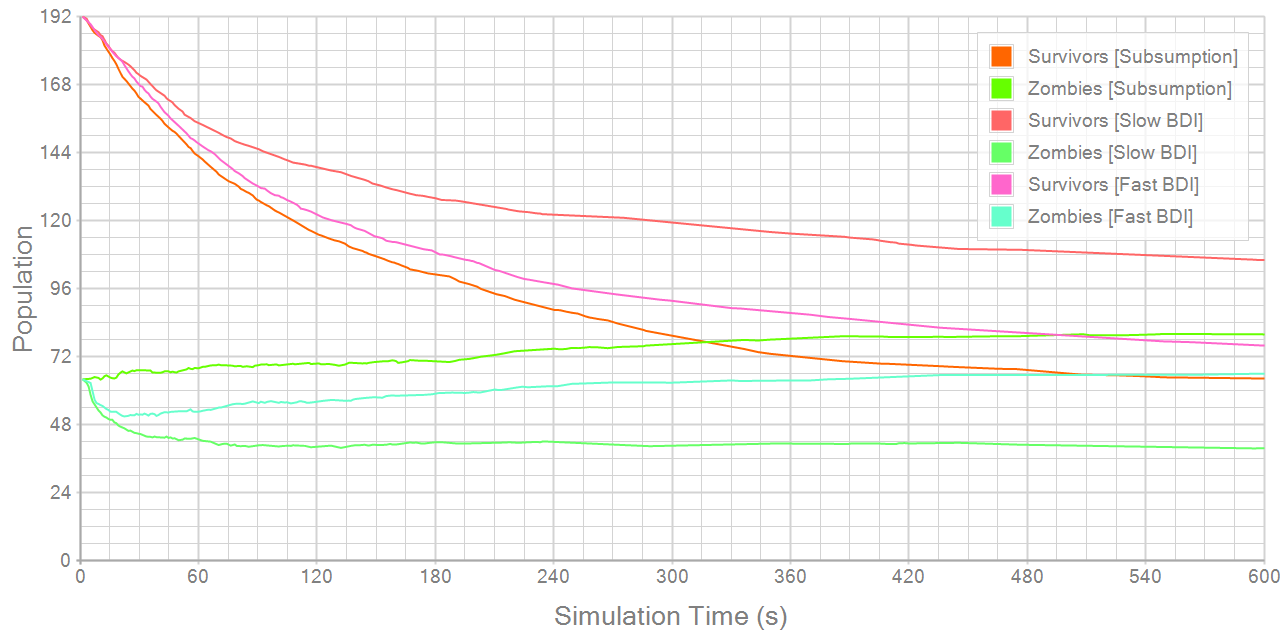 192
168
144
120
96
72
48
24
0
Population
0 60 120 180 240 300 360 420 480 540 600
Simulation Time (s)
Survivors [Subsumption]
Zombies [Subsumption]
Survivors [Slow BDI]
Zombies [Slow BDI]
Survivors [Fast BDI]
Zombies [Fast BDI]